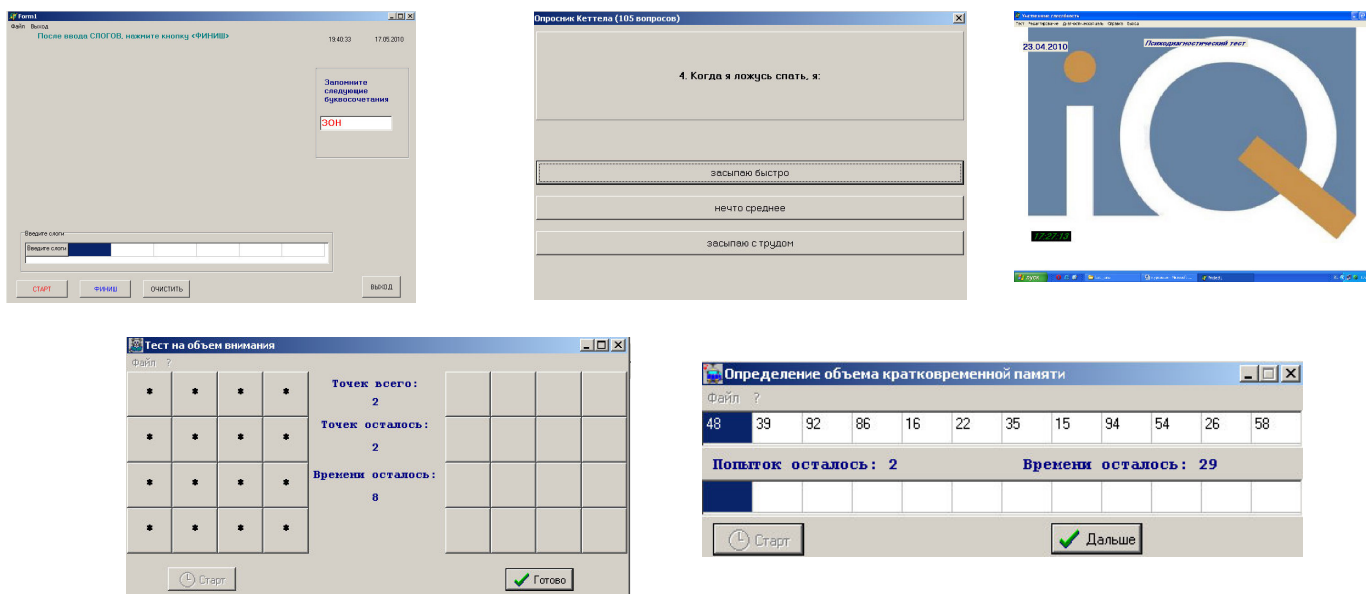 Form1
Файл Выход
После ввода СЛОГОВ, нажмите кнопку <ФИНИШ>
19:40:33 17.05.2010
Запомните
следующие
буквосочетания
ЗОН
Введите слоги
Введите слоги
СТАРТ ФИНИШ ОЧИСТИТЬ ВЫХОД
Опросник Кеттела (105 вопросов)
4. Когда я ложусь спать, я:
засыпаю быстро
нечто среднее
засыпаю с трудом
23.04.2010 Психодиагностический тест
iQ
17:27:13
Тест на объем внимания
Файл ?
* * * *
* * * *
* * * *
* * * *
Точек всего:
2
Точек осталось:
2
Времени осталось:
8
Старт Готово
Определение объема кратковременной памяти
Файл ?
48 39 92 86 16 22 35 15 94 54 26 58
Попыток осталось: 2 Времени осталось: 29
Старт Дальше